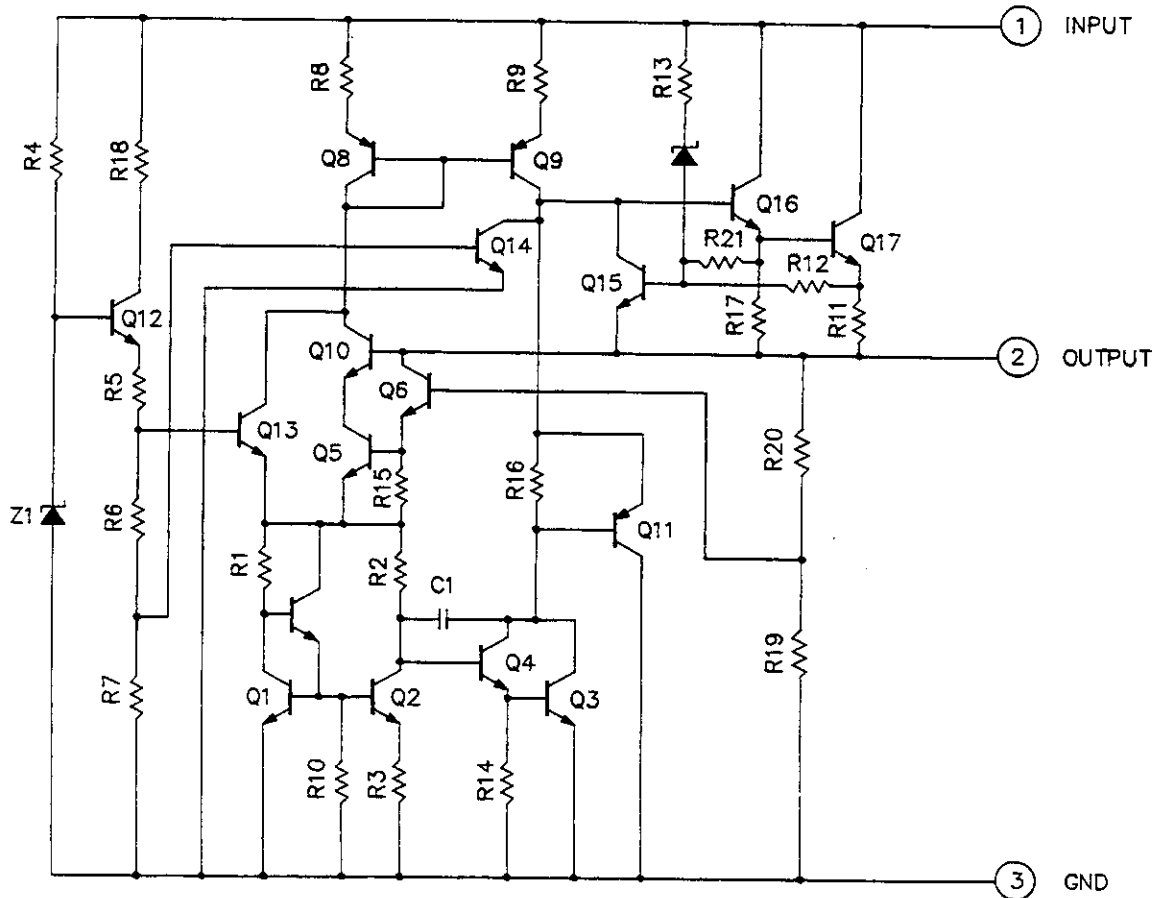 1 INPUT
R8
R9
R13
R4
R18
Q8
Q9
Q16
Q14
R21
Q17
R12
Q15
Q12
R17
R11
Q10
2 OUTPUT
R5
Q6
Q13
Q5
R20
R15
R16
Z1
R6
Q11
R1
R2
C1
Q4
R19
R7
Q1
Q2
Q3
R10
R3
R14
3 GND